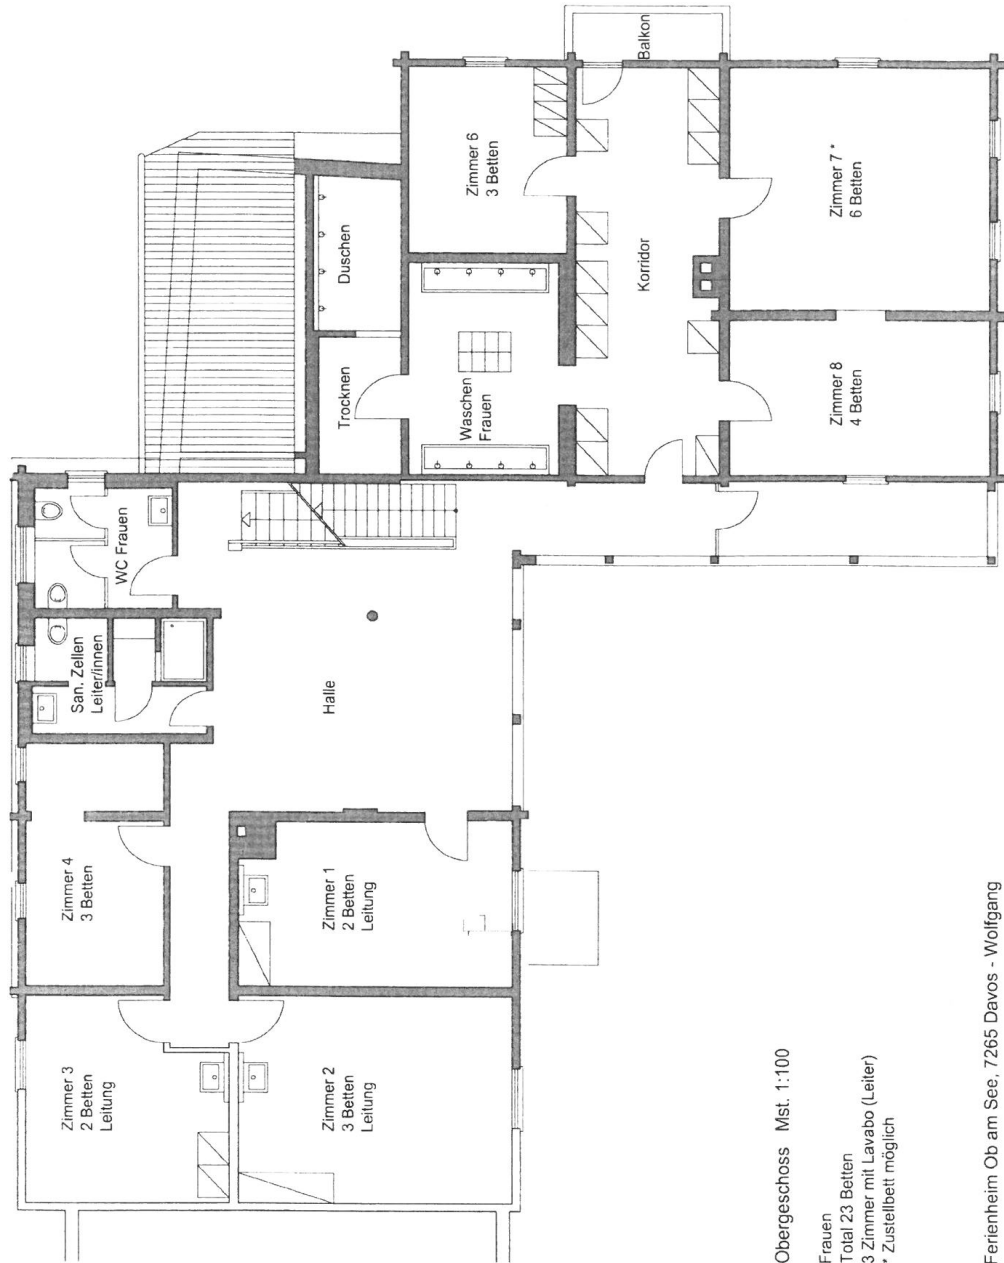 Zimmer 3
2 Betten
Leitung
Zimmer 4
3 Betten
San. Zellen
Leiter/innen
WC Frauen
Zimmer 2
3 Betten
Leitung
Zimmer 1
2 Betten
Leitung
Halle
Trocknen
Duschen
Waschen
Frauen
Zimmer 6
3 Betten
Korridor
Balkon
Zimmer 8
4 Betten
Zimmer 7 *
6 Betten
Obergeschoss Mst. 1:100
Frauen
Total 23 Betten
3 Zimmer mit Lavabo (Leiter)
* Zustellbett möglich
Ferienheim Ob am See, 7265 Davos - Wolfgang